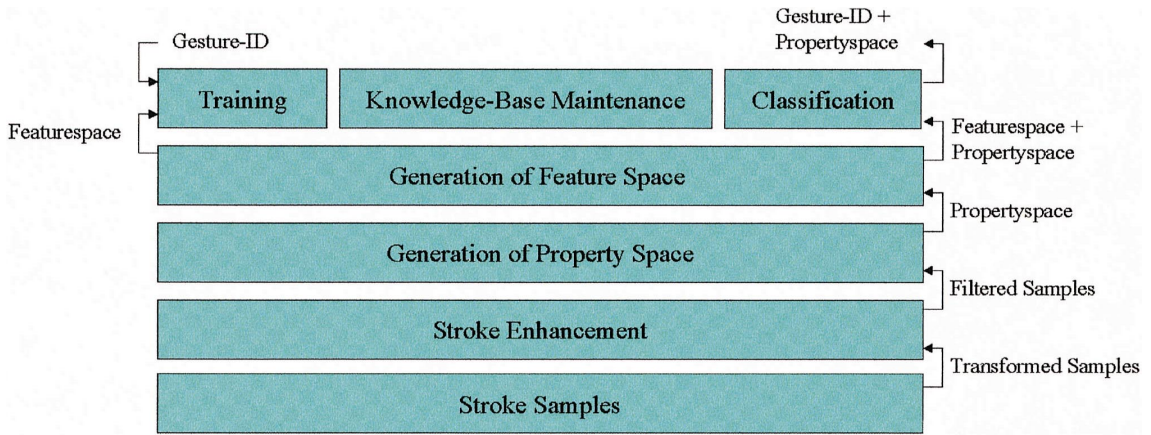 Gesture-ID
Gesture-ID +
Propertyspace
Training
Knowledge-Base Maintenance
Classification
Featurespace
Featurespace +
Propertyspace
Generation of Feature Space
Propertyspace
Generation of Property Space
Filtered Samples
Stroke Enhancement
Transformed Samples
Stroke Samples